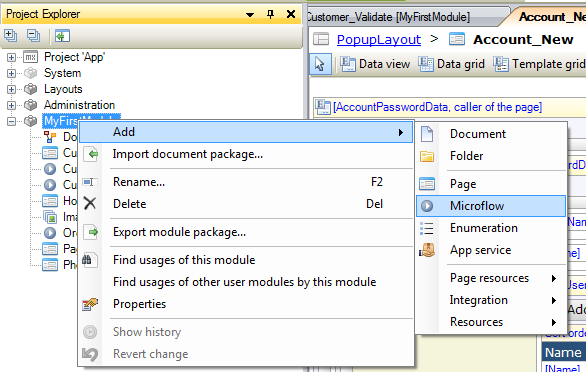 Project Explorer
Project 'App'
System
Layouts
Administration
MyFirstModule
Do
Cu
Cu
Cu
Ho
Ima
Or
Pa
Pho
Add
Import document package...
Rename... F2
Delete Del
Export module package...
Find usages of this module
Find usages of other user modules by this module
Properties
Show history
Revert change
Document
Folder
Page
Microflow
Enumeration
App service
Page resources
Integration
Resources
Customer_Validate [MyFirstModule]
Account_New
PopupLayout > Account_New
Data view Data grid Template grid
[AccountPasswordData, caller of the page]
Name
[Name]